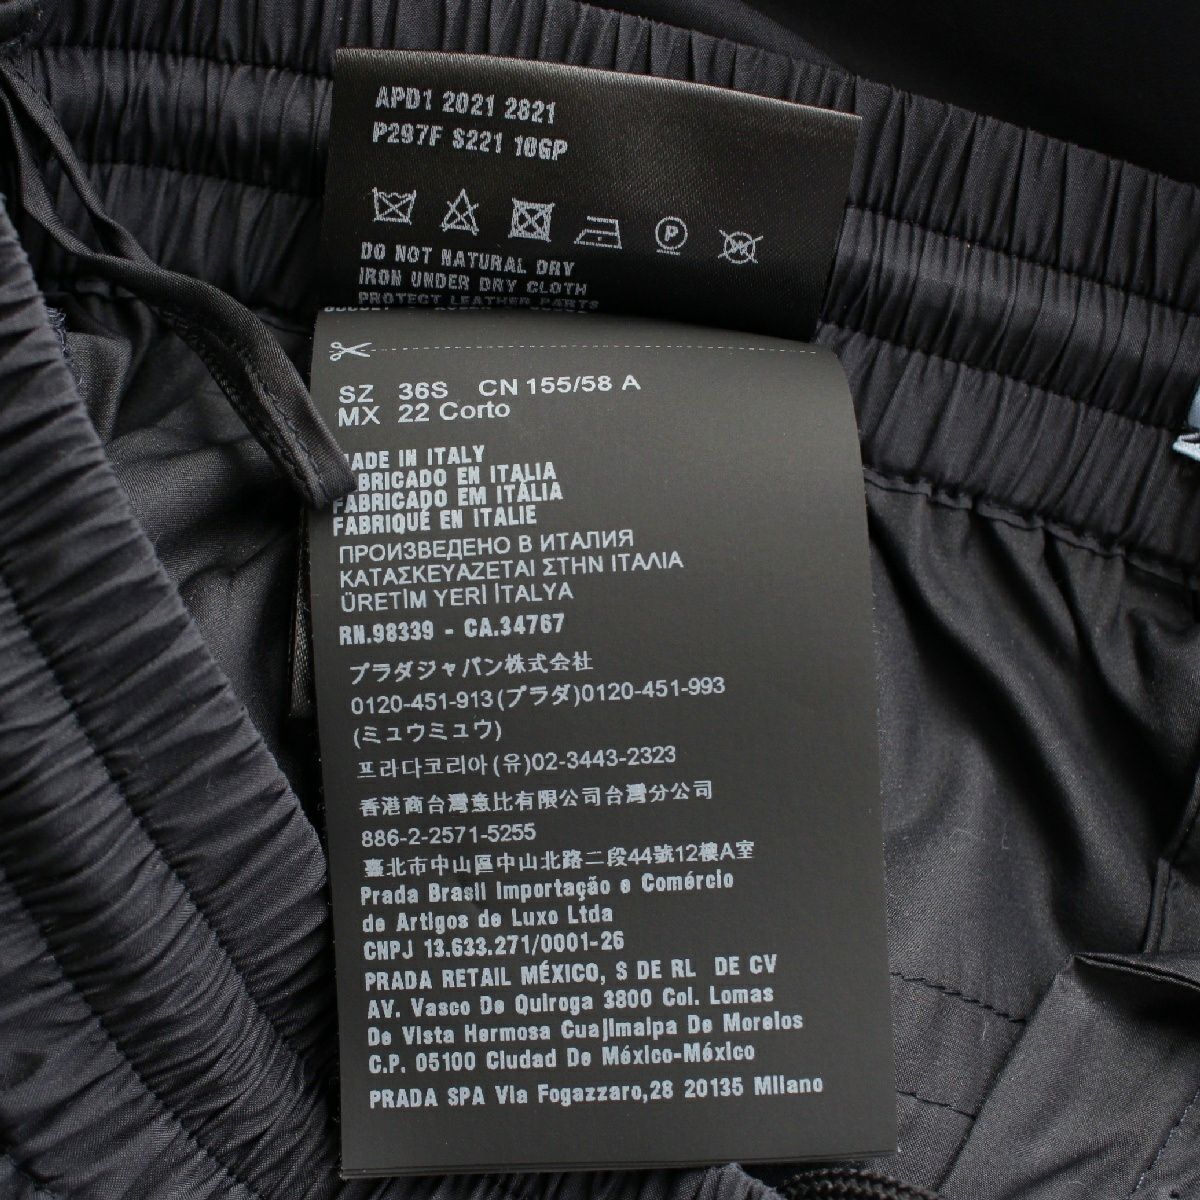 APD1 2021 2821
P297F S221 10GP
DO NOT NATURAL DRY
IRON UNDER DRY CLOTH
PROTECT LEATHER PARTS
SZ 36S CN 155/58 A
MX 22 Corto
MADE IN ITALY
FABRICADO EN ITALIA
FABRICADO EM ITÁLIA
FABRIQUÉ EN ITALIE
ПРОИЗВЕДЕНО В ИТАЛИЯ
ΚΑΤΑΣΚΕΥΑΖΕΤΑΙ ΣΤΗΝ ΙΤΑΛΙΑ
ÜRETİM YERİ İTALYA
RN.98339 - CA.34767
プラダジャパン株式会社
0120-451-913(プラダ)0120-451-993
(ミュウミュウ)
프라다코리아(유)02-3443-2323
香港商台灣意比有限公司台灣分公司
886-2-2571-5255
臺北市中山區中山北路二段44號12樓A室
Prada Brasil Importação e Comércio
de Artigos de Luxo Ltda
CNPJ 13.633.271/0001-26
PRADA RETAIL MÉXICO, S DE RL DE CV
AV. Vasco De Quiroga 3800 Col. Lomas
De Vista Hermosa Cuajimalpa De Morelos
C.P. 05100 Ciudad De México-México
PRADA SPA Via Fogazzaro,28 20135 Milano